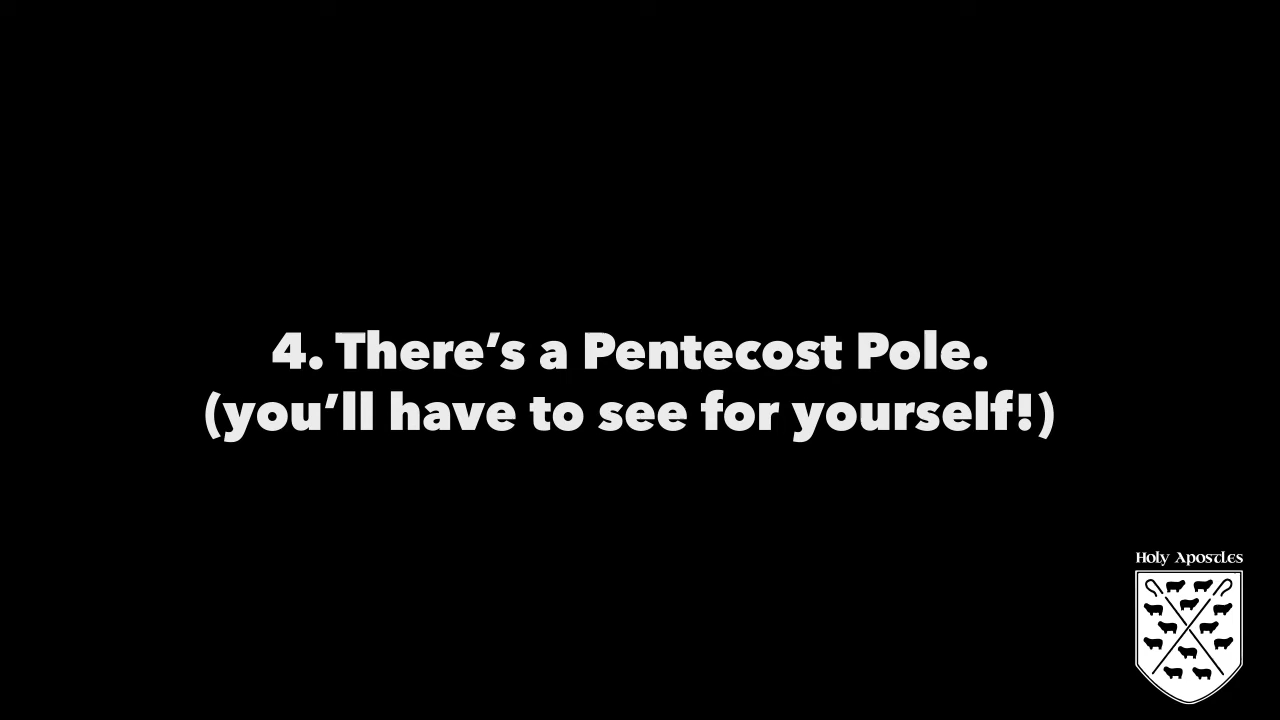 4. There’s a Pentecost Pole.
(you’ll have to see for yourself!)
Holy Apostles